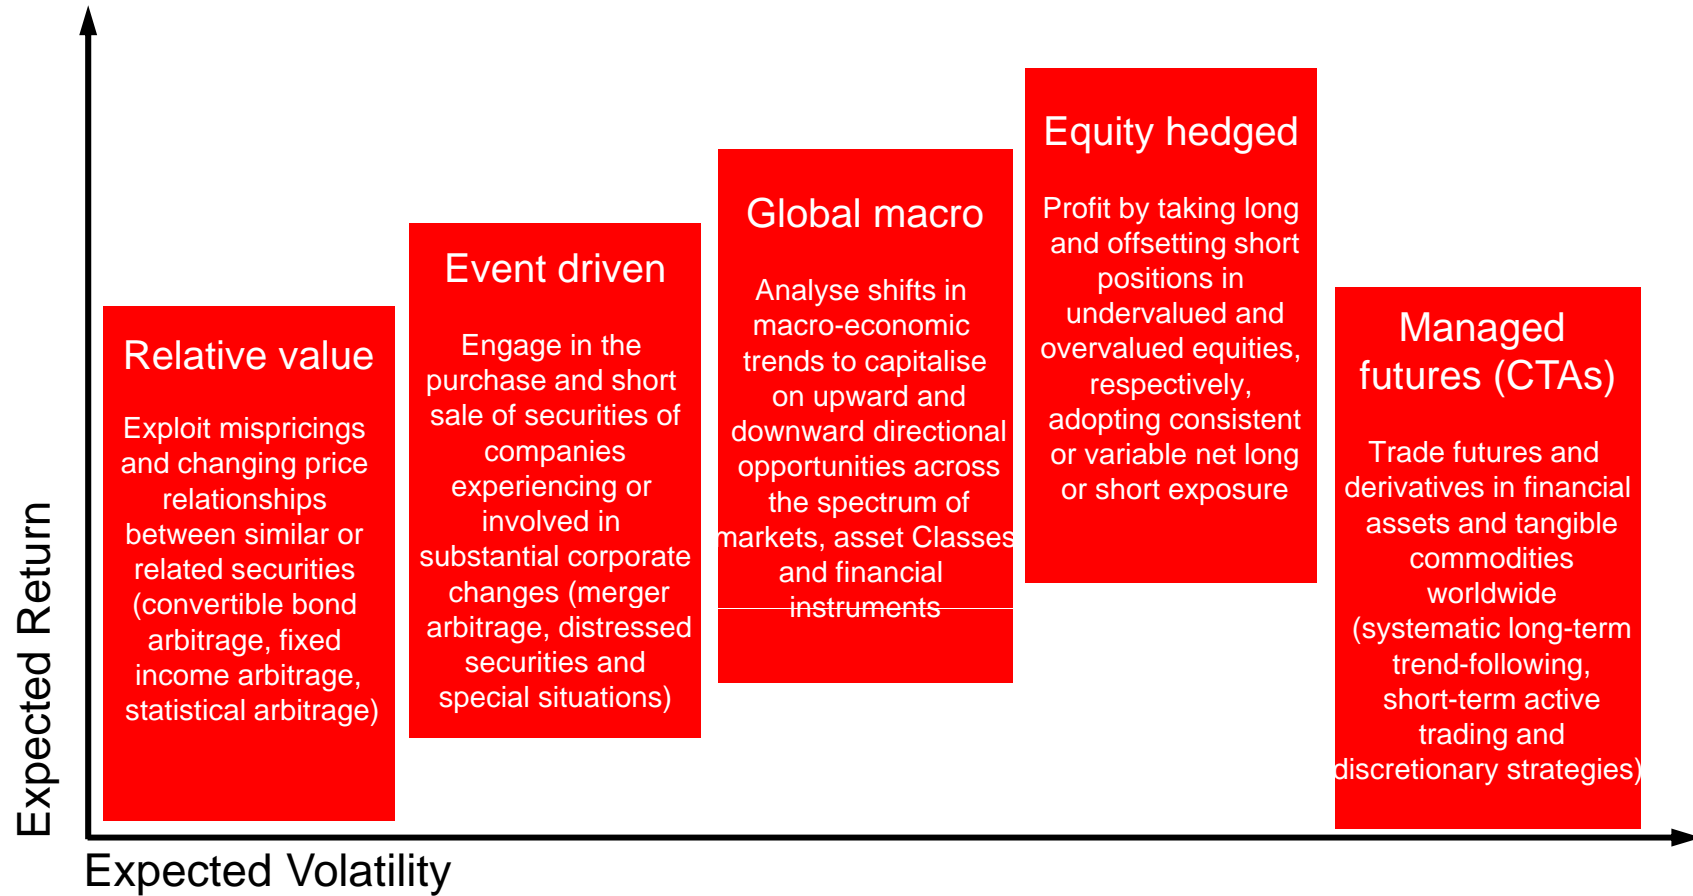 Expected Return
Relative value
Exploit mispricings
and changing price
relationships
between similar or
related securities
(convertible bond
arbitrage, fixed
income arbitrage,
statistical arbitrage)
Event driven
Engage in the
purchase and short
sale of securities of
companies
experiencing or
involved in
substantial corporate
changes (merger
arbitrage, distressed
securities and
special situations)
Global macro
Analyse shifts in
macro-economic
trends to capitalise
on upward and
downward directional
opportunities across
the spectrum of
markets, asset Classes
and financial
instruments
Equity hedged
Profit by taking long
and offsetting short
positions in
undervalued and
overvalued equities,
respectively,
adopting consistent
or variable net long
or short exposure
Managed
futures (CTAs)
Trade futures and
derivatives in financial
assets and tangible
commodities
worldwide
(systematic long-term
trend-following,
short-term active
trading and
discretionary strategies)
Expected Volatility